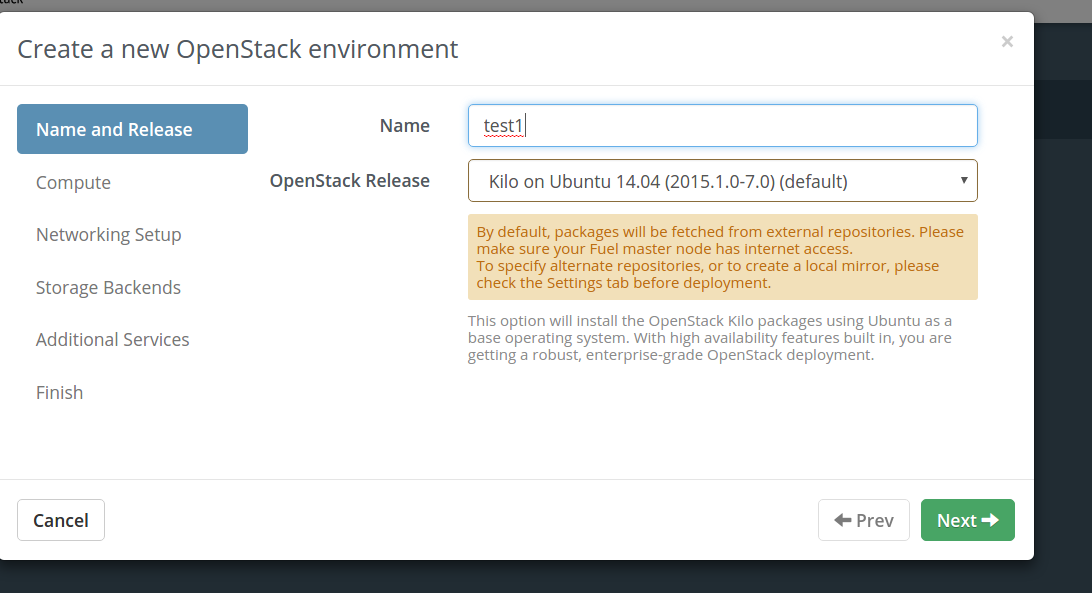 Create a new OpenStack environment
×
Name and Release
Compute
Networking Setup
Storage Backends
Additional Services
Finish
Name
test1
OpenStack Release
Kilo on Ubuntu 14.04 (2015.1.0-7.0) (default)
By default, packages will be fetched from external repositories. Please
make sure your Fuel master node has internet access.
To specify alternate repositories, or to create a local mirror, please
check the Settings tab before deployment.
This option will install the OpenStack Kilo packages using Ubuntu as a
base operating system. With high availability features built in, you are
getting a robust, enterprise-grade OpenStack deployment.
Cancel
Prev
Next